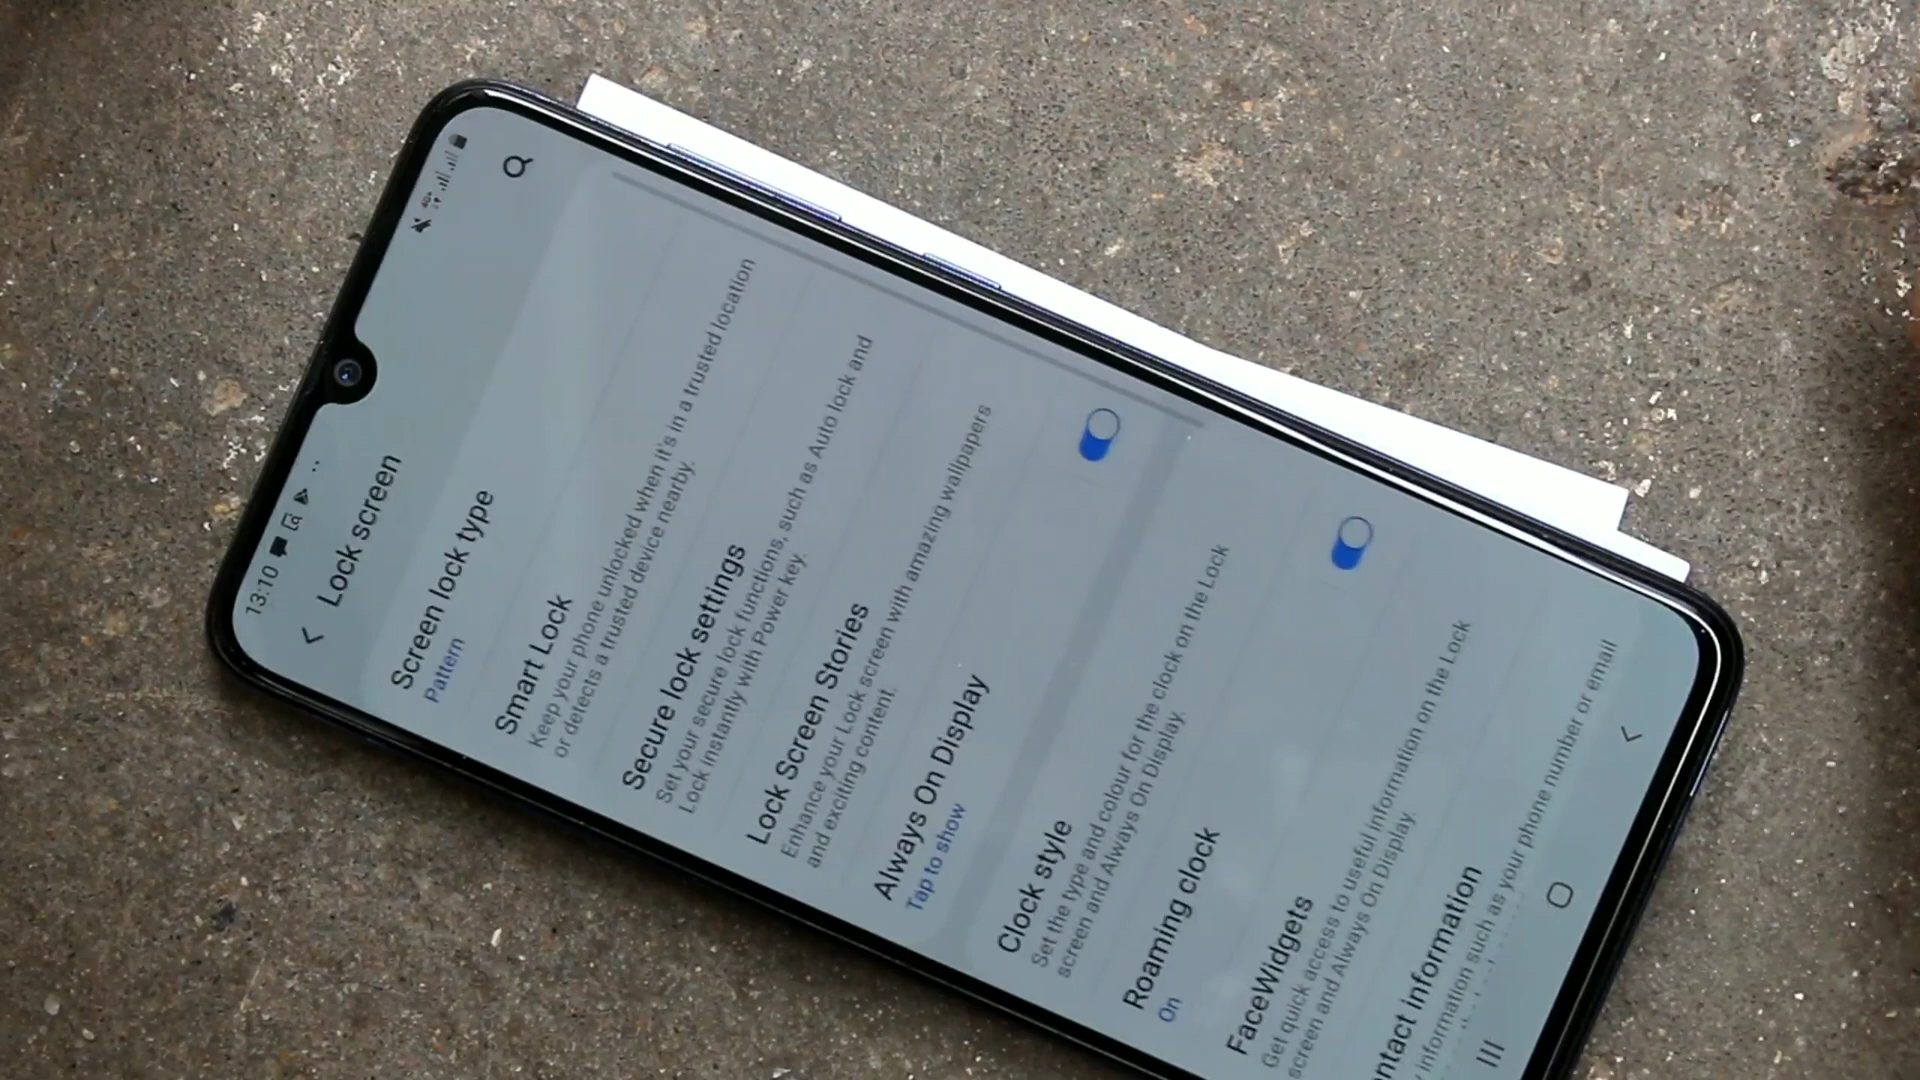 13:10
4G+
Lock screen
Screen lock type
Pattern
Smart Lock
Keep your phone unlocked when it's in a trusted location
or detects a trusted device nearby.
Secure lock settings
Set your secure lock functions, such as Auto lock and
Lock instantly with Power key.
Lock Screen Stories
Enhance your Lock screen with amazing wallpapers
and exciting content.
Always On Display
Tap to show
Clock style
Set the type and colour for the clock on the Lock
screen and Always On Display.
Roaming clock
On
FaceWidgets
Get quick access to useful information on the Lock
screen and Always On Display.
ntact information
information such as your phone number or email